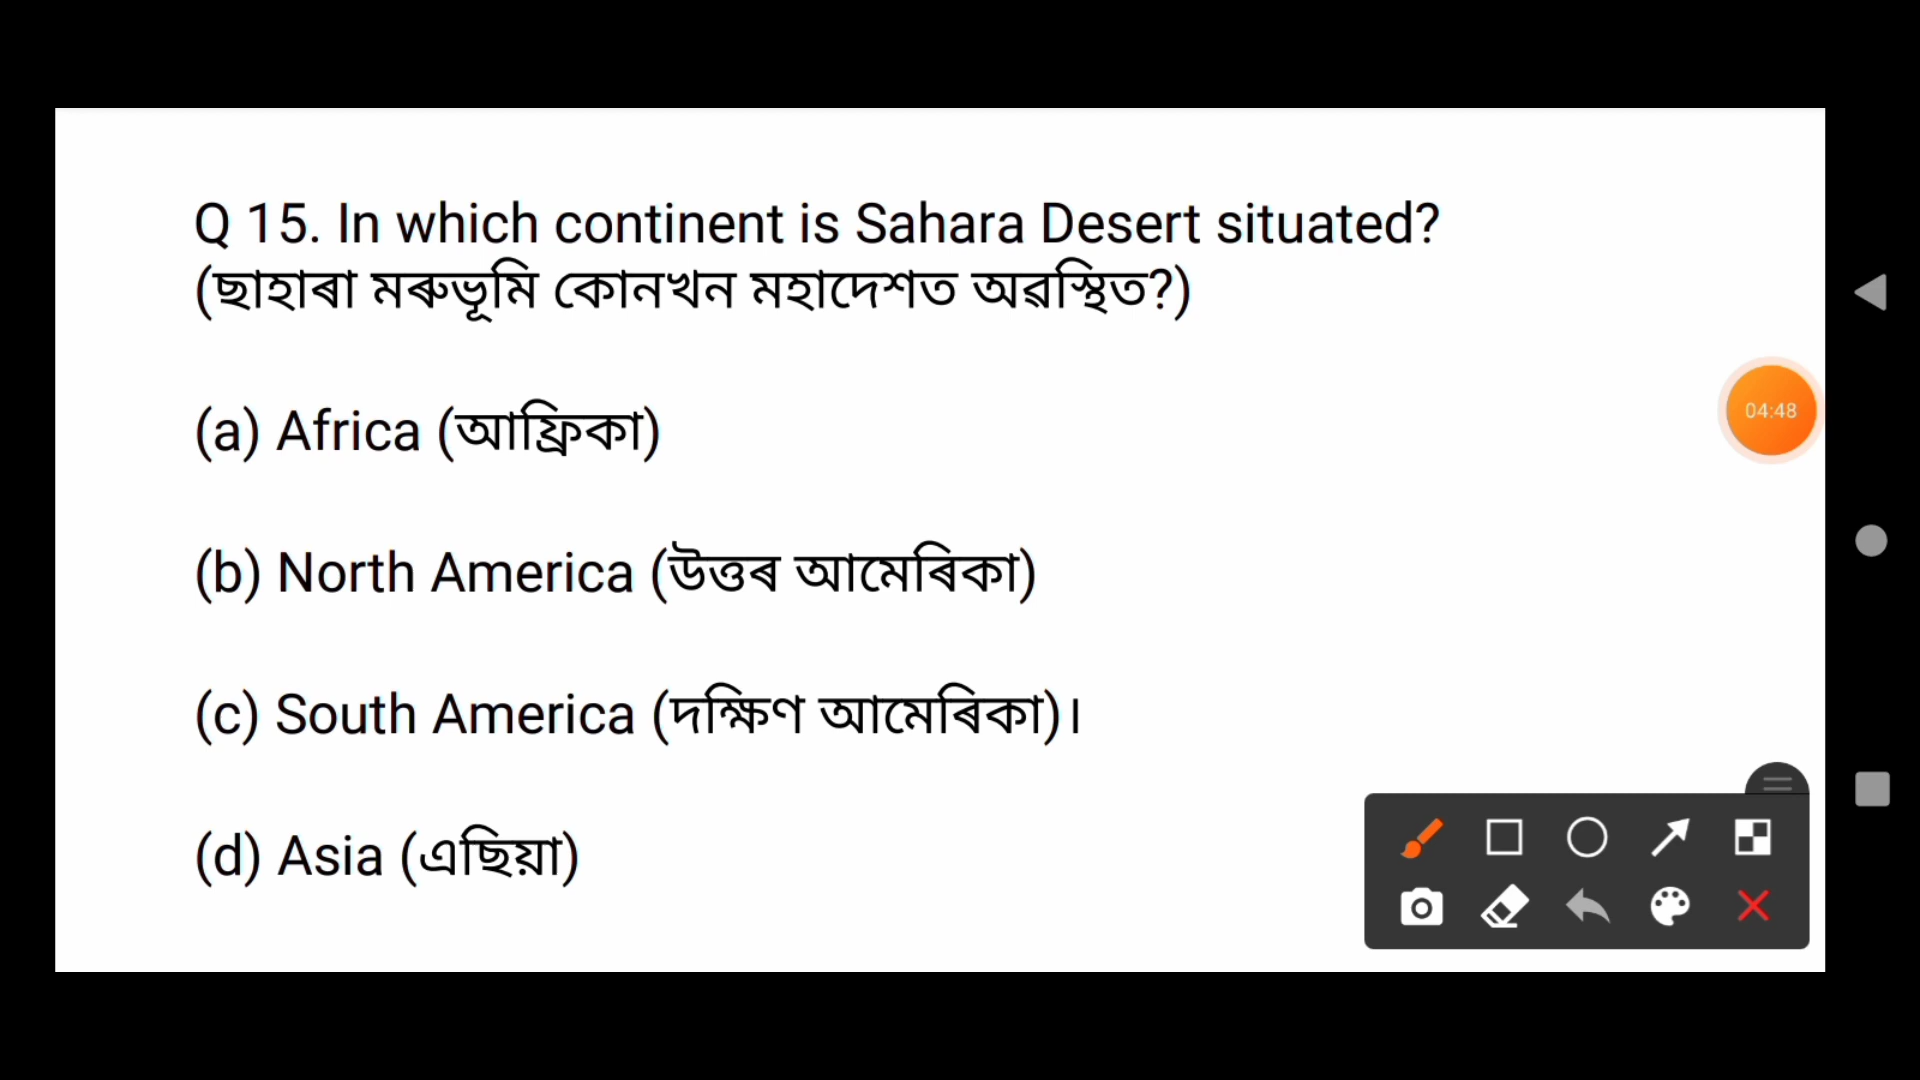 Q 15. In which continent is Sahara Desert situated?
(ছাহাৰা মৰুভূমি কোনখন মহাদেশত অৱস্থিত?)
(a) Africa (আফ্ৰিকা)
04:48
(b) North America (উত্তৰ আমেৰিকা)
(c) South America (দক্ষিণ আমেৰিকা)।
(d) Asia (এছিয়া)